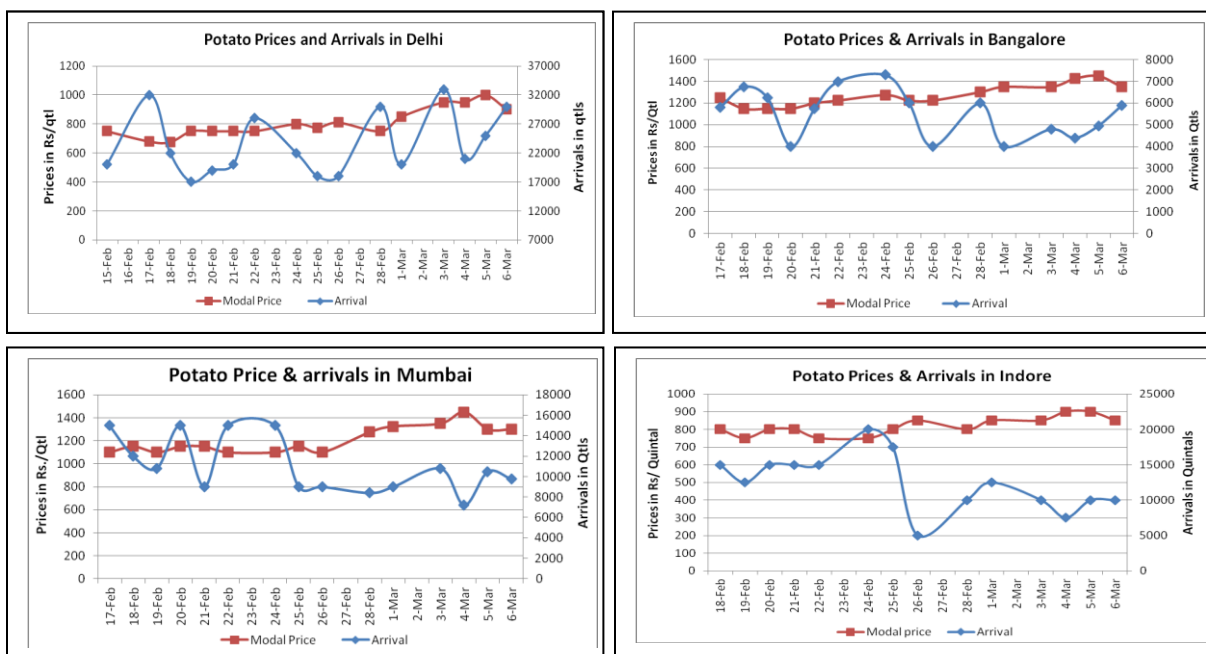 Potato Prices and Arrivals in Delhi
Prices in Rs/qtl
1200
1000
800
600
400
200
0
37000
32000
27000
22000
17000
12000
7000
Arrivals in qtls
15-Feb
16-Feb
17-Feb
18-Feb
19-Feb
20-Feb
21-Feb
22-Feb
23-Feb
24-Feb
25-Feb
26-Feb
27-Feb
28-Feb
1-Mar
2-Mar
3-Mar
4-Mar
5-Mar
6-Mar
Modal Price Arrival
Potato Prices & Arrivals in Bangalore
Prices in Rs/qtl
1600
1400
1200
1000
800
600
400
200
0
8000
7000
6000
5000
4000
3000
2000
1000
0
Arrivals in Qtls
17-Feb
18-Feb
19-Feb
20-Feb
21-Feb
22-Feb
23-Feb
24-Feb
25-Feb
26-Feb
27-Feb
28-Feb
1-Mar
2-Mar
3-Mar
4-Mar
5-Mar
6-Mar
Modal Price Arrival
Potato Price & arrivals in Mumbai
Prices in Rs,/Qtl
1600
1400
1200
1000
800
600
400
200
0
18000
16000
14000
12000
10000
8000
6000
4000
2000
0
Arrivals in Qtls
17-Feb
18-Feb
19-Feb
20-Feb
21-Feb
22-Feb
23-Feb
24-Feb
25-Feb
26-Feb
27-Feb
28-Feb
1-Mar
2-Mar
3-Mar
4-Mar
5-Mar
6-Mar
Modal Price Arrival
Potato Prices & Arrivals in Indore
Prices in Rs/ Quintal
1000
900
800
700
600
500
400
300
200
100
0
25000
20000
15000
10000
5000
0
Arrivals in Quintals
18-Feb
19-Feb
20-Feb
21-Feb
22-Feb
23-Feb
24-Feb
25-Feb
26-Feb
27-Feb
28-Feb
1-Mar
2-Mar
3-Mar
4-Mar
5-Mar
6-Mar
Modal price Arrival